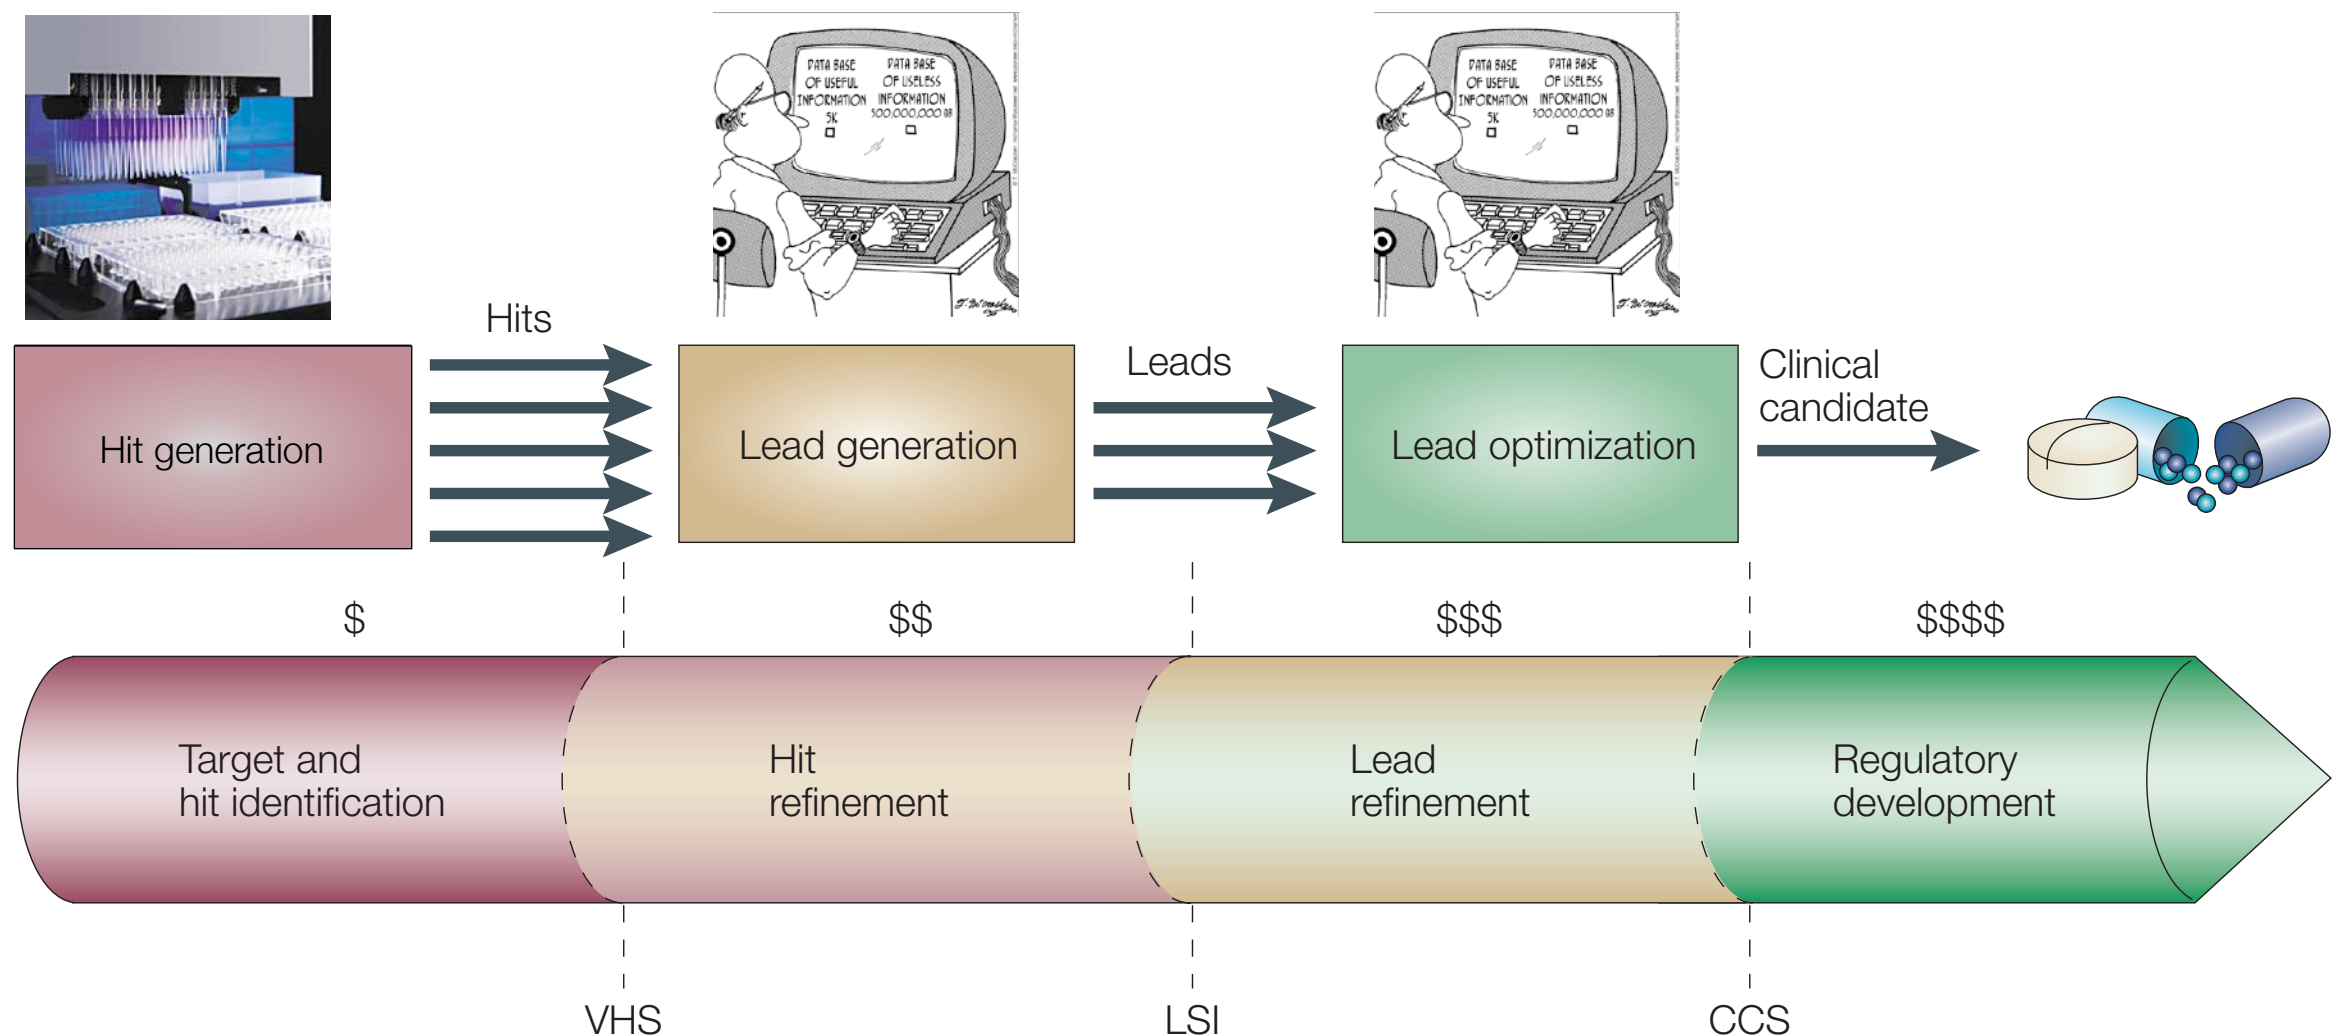 DATA BASE
OF USEFUL
INFORMATION
5K
DATA BASE
OF USELESS
INFORMATION
500,000,000 GB
DATA BASE
OF USEFUL
INFORMATION
5K
DATA BASE
OF USELESS
INFORMATION
500,000,000 GB
Hits
Leads
Clinical
candidate
Hit generation
Lead generation
Lead optimization
$
$$
$$$
$$$$
Target and
hit identification
Hit
refinement
Lead
refinement
Regulatory
development
VHS
LSI
CCS